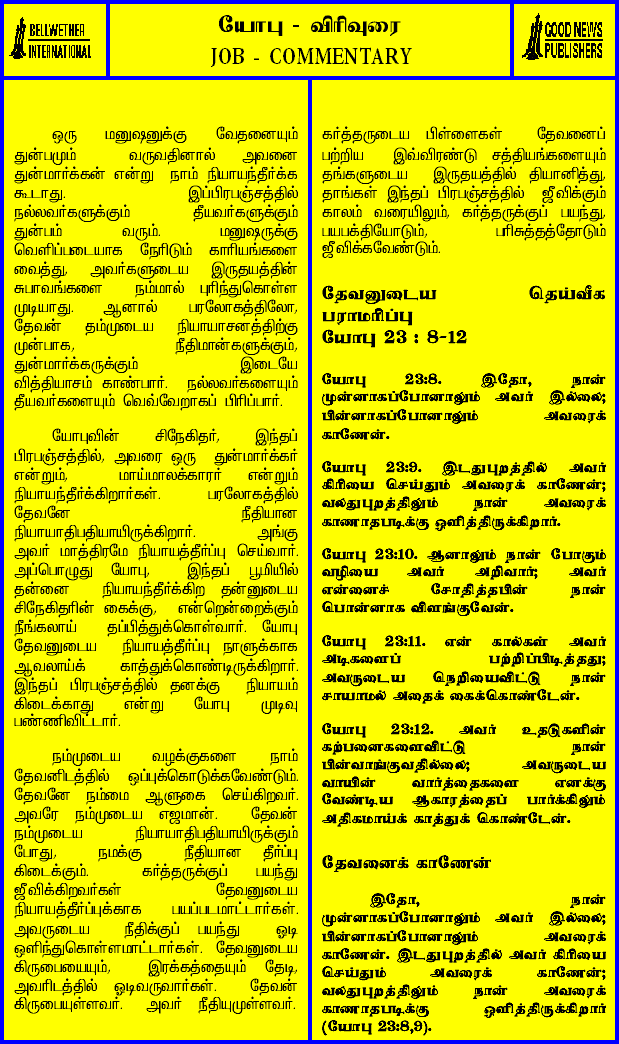 BELLWETHER
INTERNATIONAL
யோபு - விரிவுரை
JOB - COMMENTARY
GOOD NEWS
PUBLISHERS
ஒரு மனுஷனுக்கு வேதனையும்
துன்பமும் வருவதினால் அவனை
துன்மார்க்கன் என்று நாம் நியாயந்தீர்க்க
கூடாது. இப்பிரபஞ்சத்தில்
நல்லவர்களுக்கும் தீயவர்களுக்கும்
துன்பம் வரும். மனுஷருக்கு
வெளிப்படையாக நேரிடும் காரியங்களை
வைத்து, அவர்களுடைய இருதயத்தின்
சுபாவங்களை நம்மால் புரிந்துகொள்ள
முடியாது. ஆனால் பரலோகத்திலோ,
தேவன் தம்முடைய நியாயாசனத்திற்கு
முன்பாக, நீதிமான்களுக்கும்,
துன்மார்க்கருக்கும் இடையே
வித்தியாசம் காண்பார். நல்லவர்களையும்
தீயவர்களையும் வெவ்வேறாகப் பிரிப்பார்.
யோபுவின் சிநேகிதர், இந்தப்
பிரபஞ்சத்தில், அவரை ஒரு துன்மார்க்கர்
என்றும், மாய்மாலக்காரர் என்றும்
நியாயந்தீர்க்கிறார்கள். பரலோகத்தில்
தேவனே நீதியான
நியாயாதிபதியாயிருக்கிறார். அங்கு
அவர் மாத்திரமே நியாயத்தீர்ப்பு செய்வார்.
அப்பொழுது யோபு, இந்தப் பூமியில்
தன்னை நியாயந்தீர்க்கிற தன்னுடைய
சிநேகிதரின் கைக்கு, என்றென்றைக்கும்
நீங்கலாய் தப்பித்துக்கொள்வார். யோபு
தேவனுடைய நியாயத்தீர்ப்பு நாளுக்காக
ஆவலாய்க் காத்துக்கொண்டிருக்கிறார்.
இந்தப் பிரபஞ்சத்தில் தனக்கு நியாயம்
கிடைக்காது என்று யோபு முடிவு
பண்ணிவிட்டார்.
நம்முடைய வழக்குகளை நாம்
தேவனிடத்தில் ஒப்புக்கொடுக்கவேண்டும்.
தேவனே நம்மை ஆளுகை செய்கிறவர்.
அவரே நம்முடைய எஜமான். தேவன்
நம்முடைய நியாயாதிபதியாயிருக்கும்
போது, நமக்கு நீதியான தீர்ப்பு
கிடைக்கும். கர்த்தருக்குப் பயந்து
ஜீவிக்கிறவர்கள் தேவனுடைய
நியாயத்தீர்ப்புக்காக பயப்படமாட்டார்கள்.
அவருடைய நீதிக்குப் பயந்து ஓடி
ஒளிந்துகொள்ளமாட்டார்கள். தேவனுடைய
கிருபையையும், இரக்கத்தையும் தேடி,
அவரிடத்தில் ஓடிவருவார்கள். தேவன்
கிருபையுள்ளவர். அவர் நீதியுமுள்ளவர்.
கர்த்தருடைய பிள்ளைகள் தேவனைப்
பற்றிய இவ்விரண்டு சத்தியங்களையும்
தங்களுடைய இருதயத்தில் தியானித்து,
தாங்கள் இந்தப் பிரபஞ்சத்தில் ஜீவிக்கும்
காலம் வரையிலும், கர்த்தருக்குப் பயந்து,
பயபக்தியோடும், பரிசுத்தத்தோடும்
ஜீவிக்கவேண்டும்.
தேவனுடைய தெய்வீக
பராமரிப்பு
யோபு 23 : 8-12
யோபு 23:8. இதோ, நான்
முன்னாகப்போனாலும் அவர் இல்லை;
பின்னாகப்போனாலும் அவரைக்
காணேன்.
யோபு 23:9. இடதுபுறத்தில் அவர்
கிரியை செய்தும் அவரைக் காணேன்;
வலதுபுறத்திலும் நான் அவரைக்
காணாதபடிக்கு ஒளித்திருக்கிறார்.
யோபு 23:10. ஆனாலும் நான் போகும்
வழியை அவர் அறிவார்; அவர்
என்னைச் சோதித்தபின் நான்
பொன்னாக விளங்குவேன்.
யோபு 23:11. என் கால்கள் அவர்
அடிகளைப் பற்றிப்பிடித்தது;
அவருடைய நெறியைவிட்டு நான்
சாயாமல் அதைக் கைக்கொண்டேன்.
யோபு 23:12. அவர் உதடுகளின்
கற்பனைகளைவிட்டு நான்
பின்வாங்குவதில்லை; அவருடைய
வாயின் வார்த்தைகளை எனக்கு
வேண்டிய ஆகாரத்தைப் பார்க்கிலும்
அதிகமாய்க் காத்துக் கொண்டேன்.
தேவனைக் காணேன்
இதோ, நான்
முன்னாகப்போனாலும் அவர் இல்லை;
பின்னாகப்போனாலும் அவரைக்
காணேன். இடதுபுறத்தில் அவர் கிரியை
செய்தும் அவரைக் காணேன்;
வலதுபுறத்திலும் நான் அவரைக்
காணாதபடிக்கு ஒளித்திருக்கிறார்
(யோபு 23:8,9).